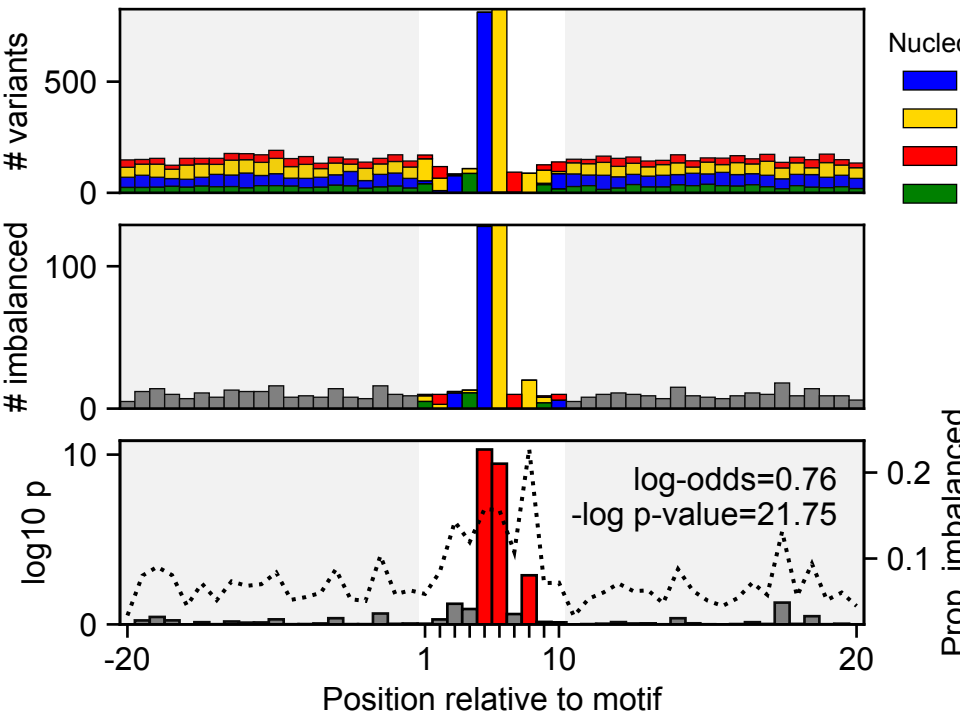 # variants
500
0
Nucleo
# imbalanced
100
0
log10 p
10
0
log-odds=0.76
-log p-value=21.75
0.2
0.1
Prop. imbalanced
-20
1
10
20
Position relative to motif